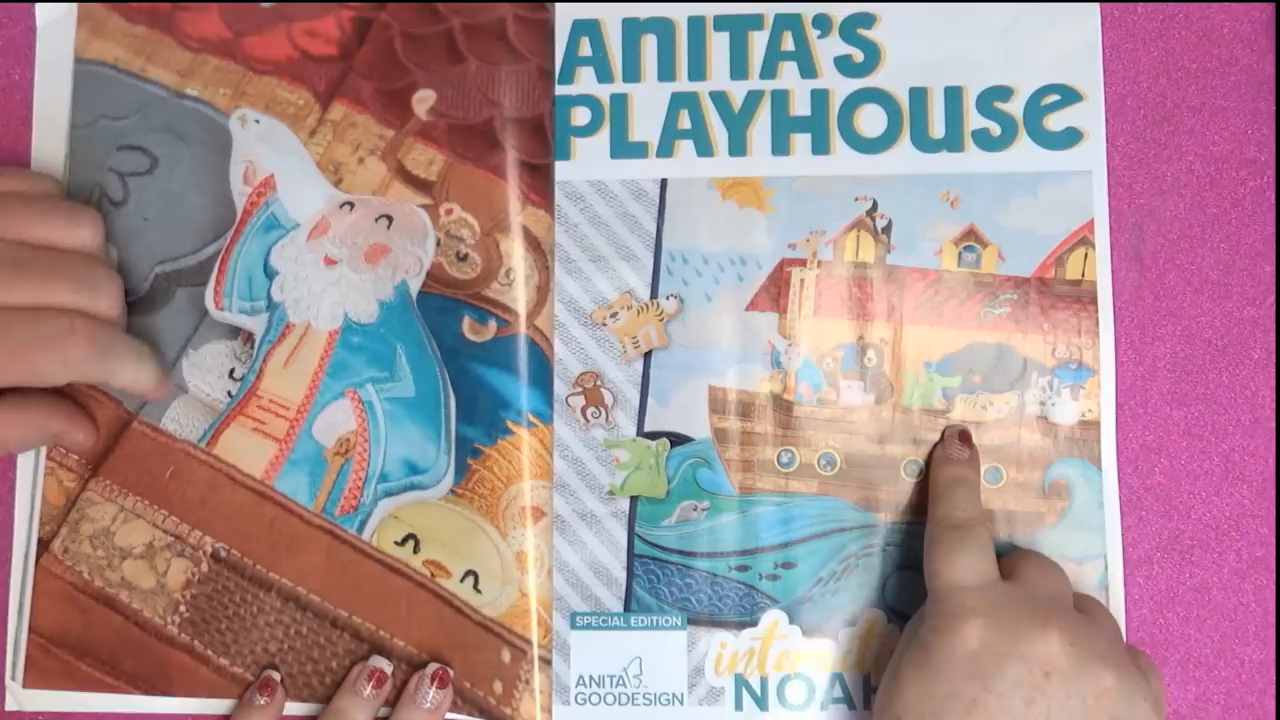 ANITA'S
PLAYHOUSE
SPECIAL EDITION
ANITA
GOODESIGN